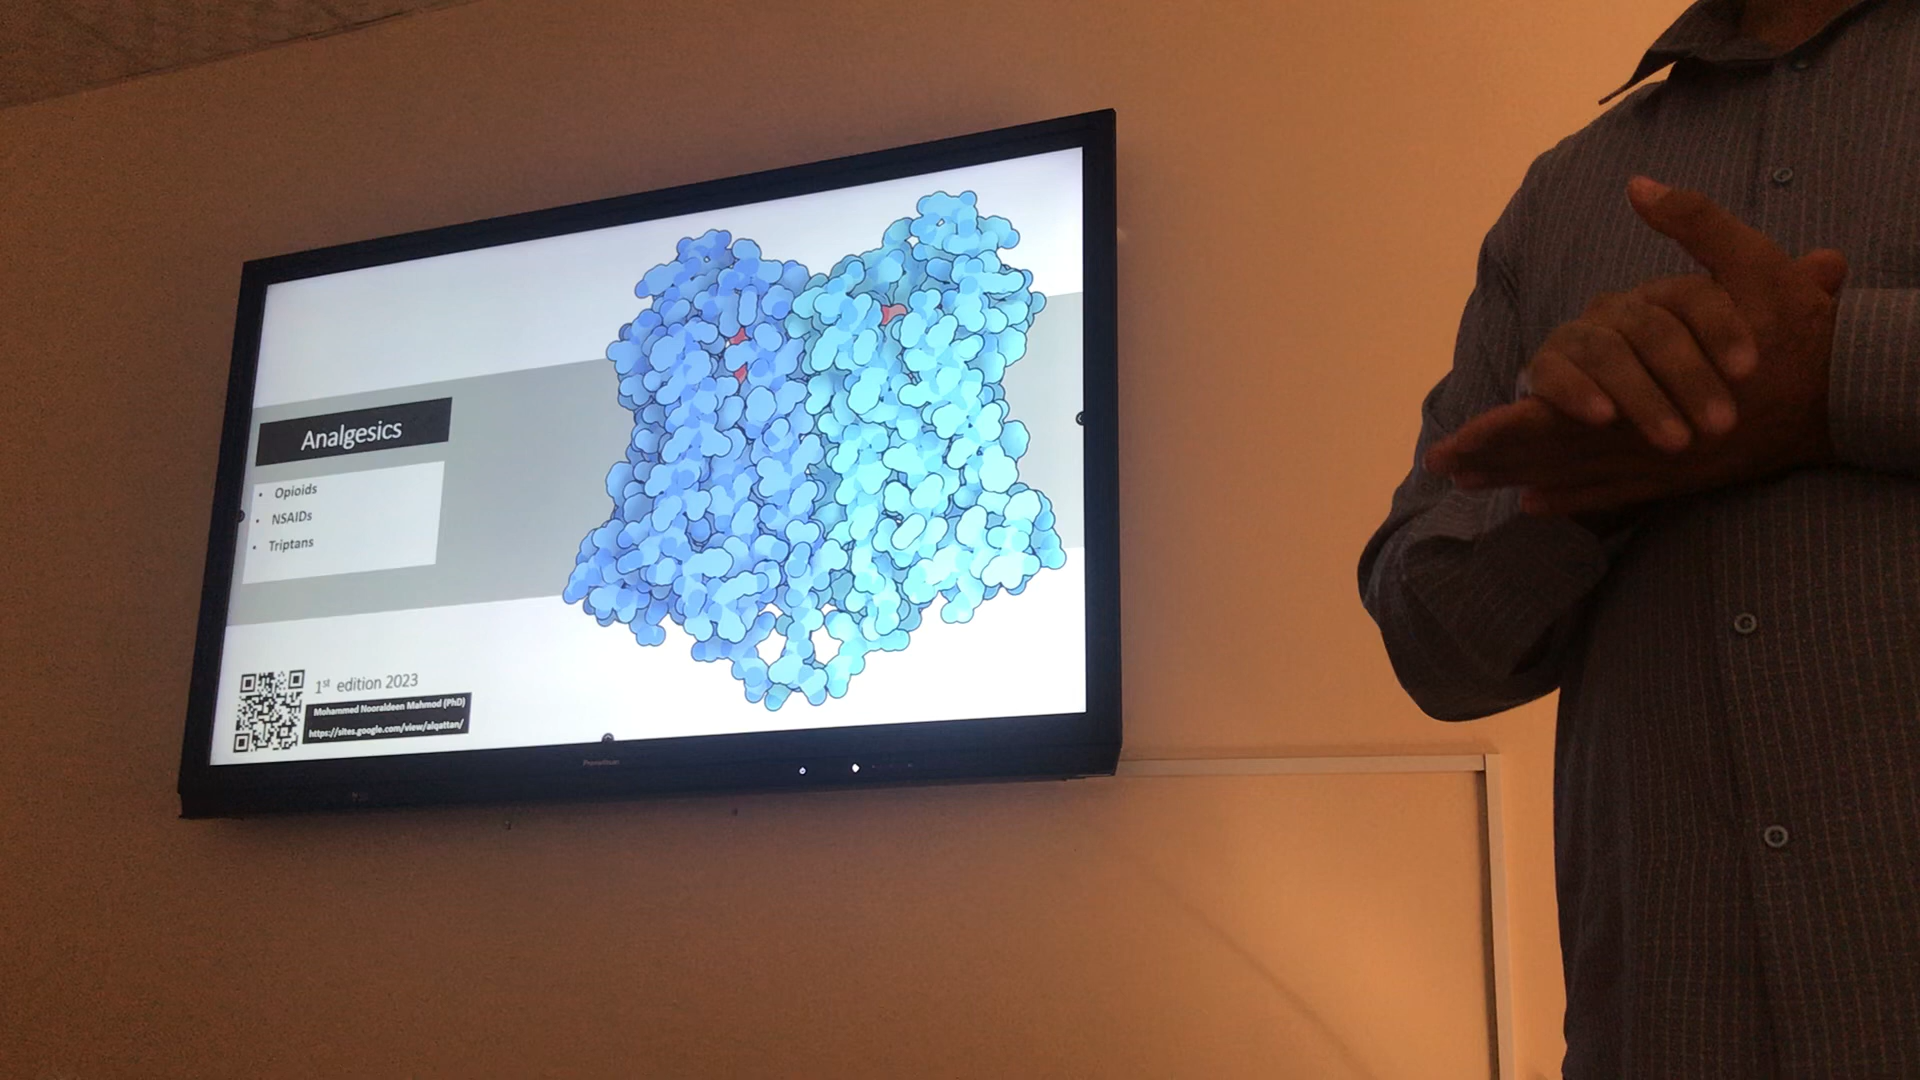 Analgesics
• Opioids
• NSAIDs
• Triptans
1st edition 2023
Mohammed Nooraldeen Mahmod (PhD)
https://sites.google.com/view/alqattan/